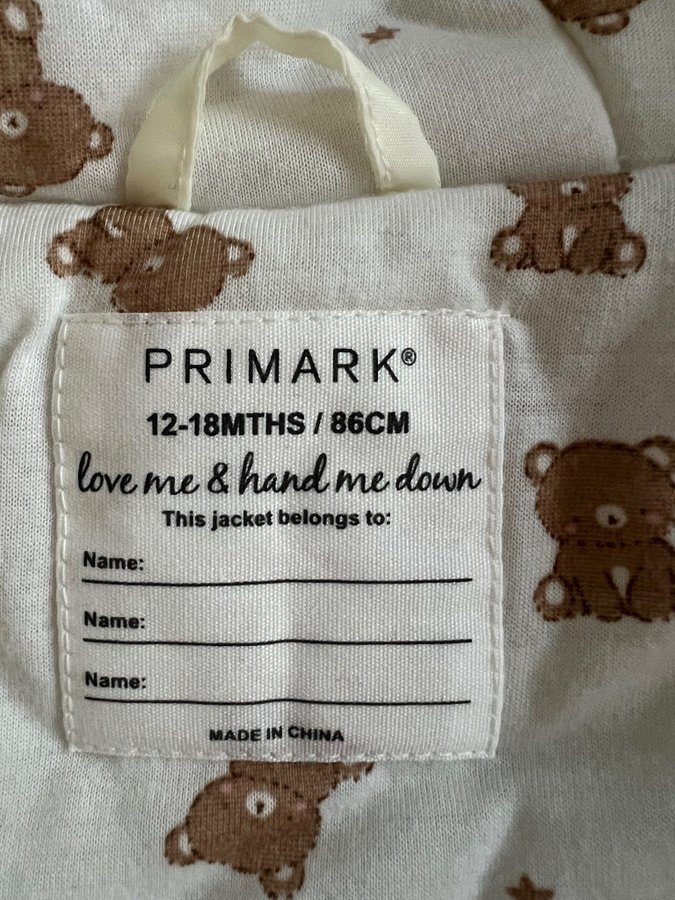 PRIMARK®
12-18MTHS / 86CM
love me & hand me down
This jacket belongs to:
Name:
Name:
Name:
MADE IN CHINA